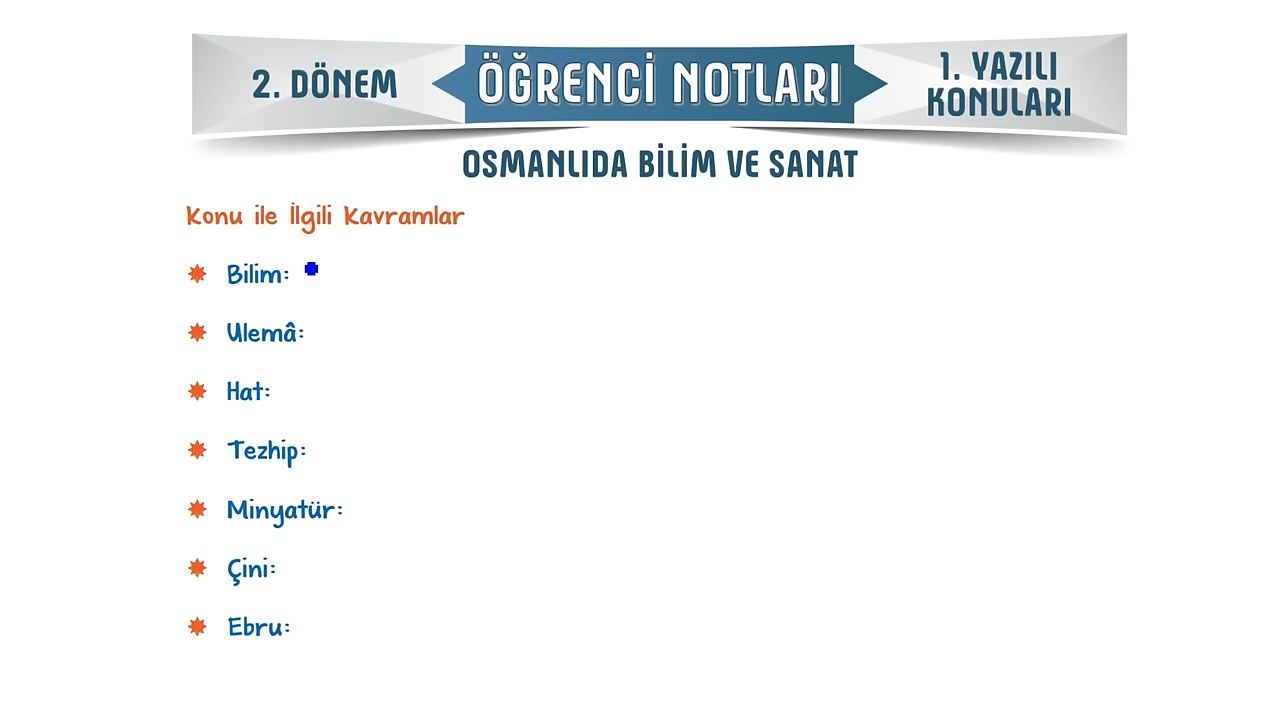 2. DÖNEM
ÖĞRENCİ NOTLARI
1. YAZILI
KONULARI
OSMANLIDA BİLİM VE SANAT
Konu ile İlgili Kavramlar
Bilim:
Ulemâ:
Hat:
Tezhip:
Minyatür:
Çini:
Ebru: